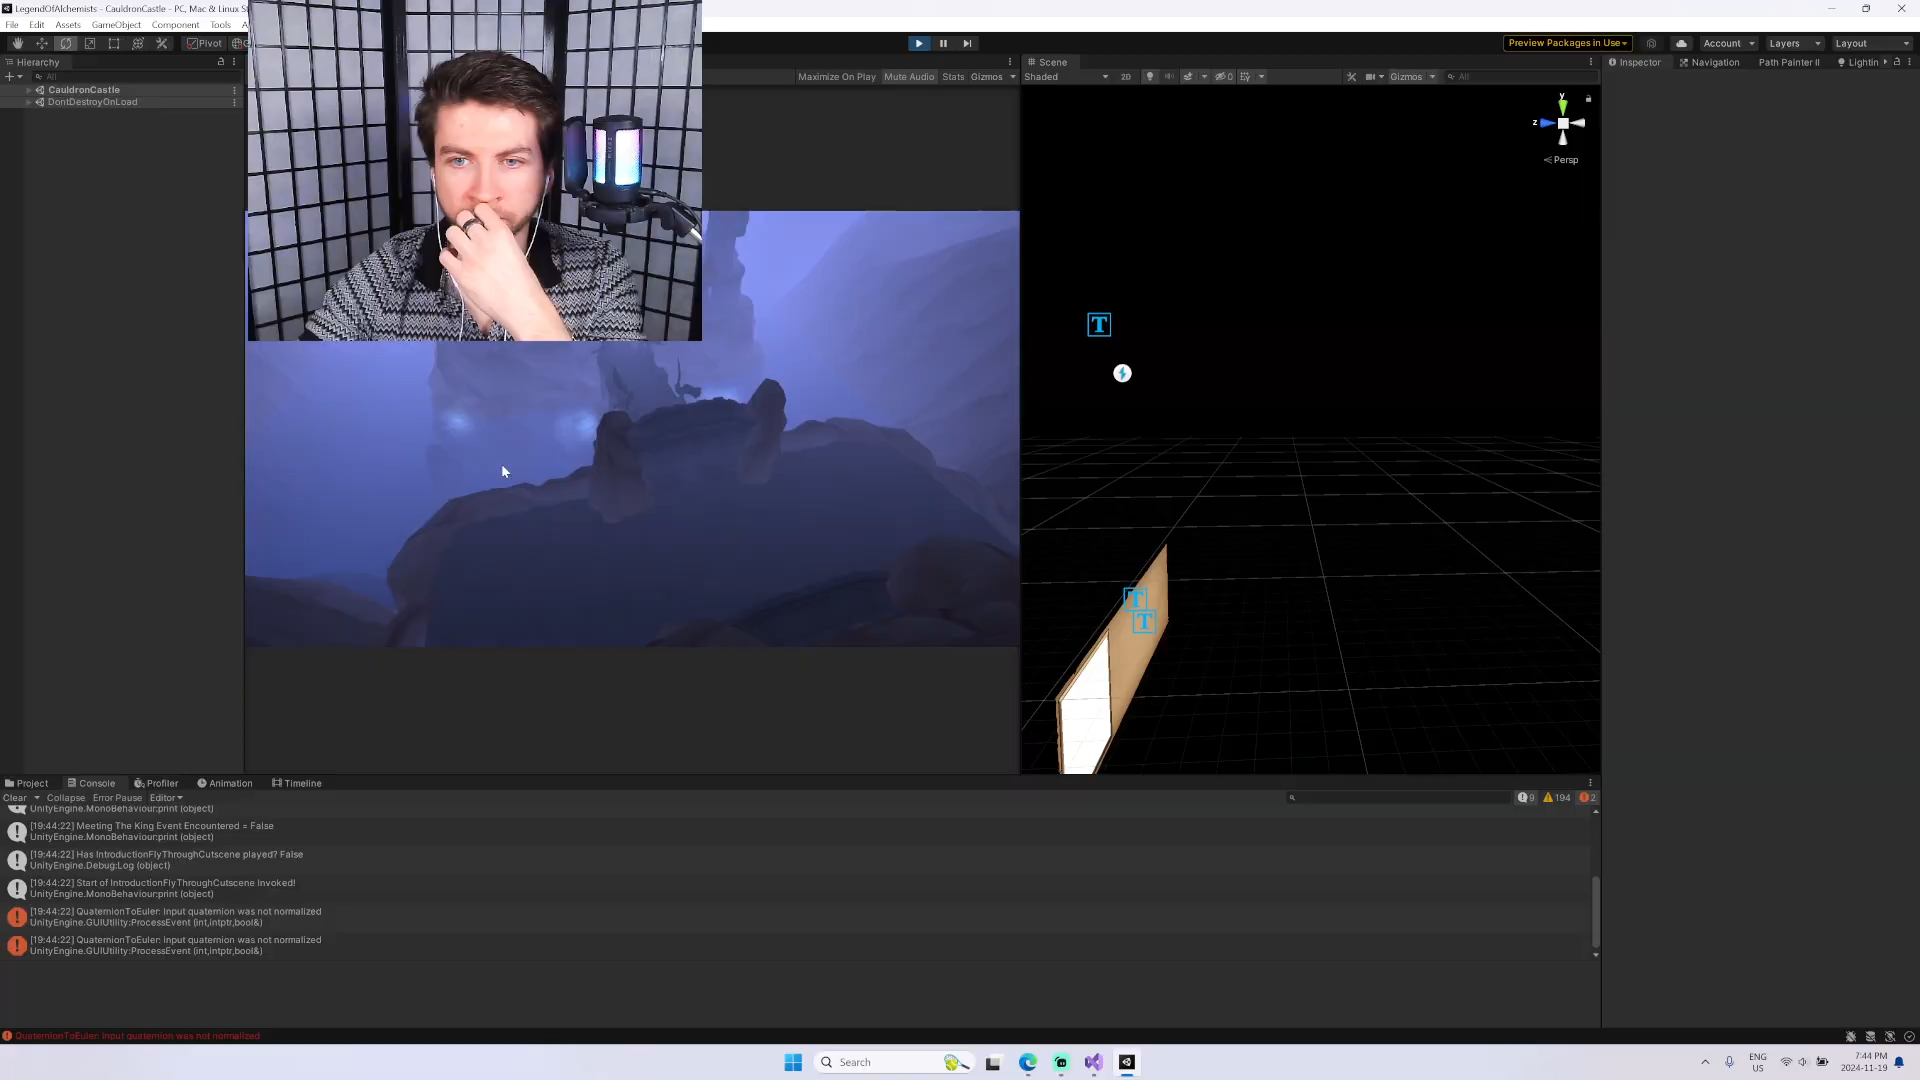 LegendOfAlchemists - CauldronCastle - PC, Mac & Linux St
File Edit Assets GameObject Component Tools
Pivot
Preview Packages in Use
Account
Layers
Layout
Hierarchy
All
CauldronCastle
DontDestroyOnLoad
Maximize On Play Mute Audio Stats Gizmos
Scene
Shaded
2D
Gizmos
All
y
z
Persp
T
T
T
Inspector Navigation Path Painter II Lightin
Project Console Profiler Animation Timeline
Clear Collapse Error Pause Editor
9 194 2
UnityEngine.MonoBehaviour:print (object)
[19:44:22] Meeting The King Event Encountered = False
UnityEngine.MonoBehaviour:print (object)
[19:44:22] Has IntroductionFlyThroughCutscene played? False
UnityEngine.Debug:Log (object)
[19:44:22] Start of IntroductionFlyThroughCutscene Invoked!
UnityEngine.MonoBehaviour:print (object)
[19:44:22] QuaternionToEuler: Input quaternion was not normalized
UnityEngine.GUIUtility:ProcessEvent (int,intptr,bool&)
[19:44:22] QuaternionToEuler: Input quaternion was not normalized
UnityEngine.GUIUtility:ProcessEvent (int,intptr,bool&)
QuaternionToEuler: Input quaternion was not normalized
Search
ENG
US
7:44 PM
2024-11-19